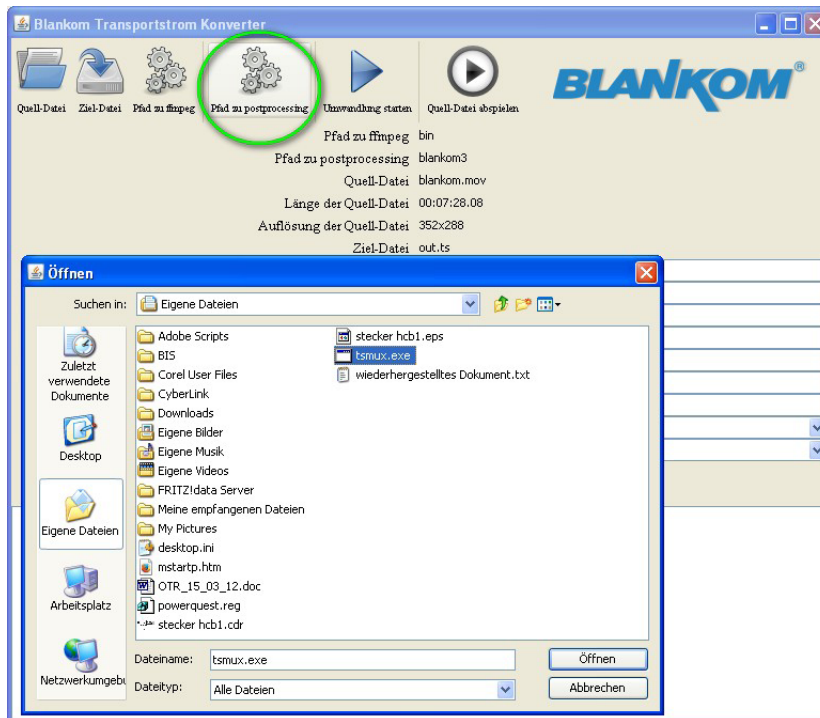 Blankom Transportstrom Konverter
Quell-Datei Ziel-Datei Pfad zu ffmpeg Pfad zu postprocessing Umwandlung starten Quell-Datei abspielen
BLANKOM®
Pfad zu ffmpeg bin
Pfad zu postprocessing blankom3
Quell-Datei blankom.mov
Länge der Quell-Datei 00:07:28.08
Auflösung der Quell-Datei 352x288
Ziel-Datei out.ts
Öffnen
Suchen in: Eigene Dateien
Zuletzt verwendete Dokumente
Desktop
Eigene Dateien
Arbeitsplatz
Netzwerkumgebu
Adobe Scripts
BIS
Corel User Files
CyberLink
Downloads
Eigene Bilder
Eigene Musik
Eigene Videos
FRITZ!data Server
Meine empfangenen Dateien
My Pictures
desktop.ini
mstartp.htm
OTR_15_03_12.doc
powerquest.reg
stecker hcb1.cdr
stecker hcb1.eps
tsmux.exe
wiederhergestelltes Dokument.txt
Dateiname: tsmux.exe Öffnen
Dateityp: Alle Dateien Abbrechen